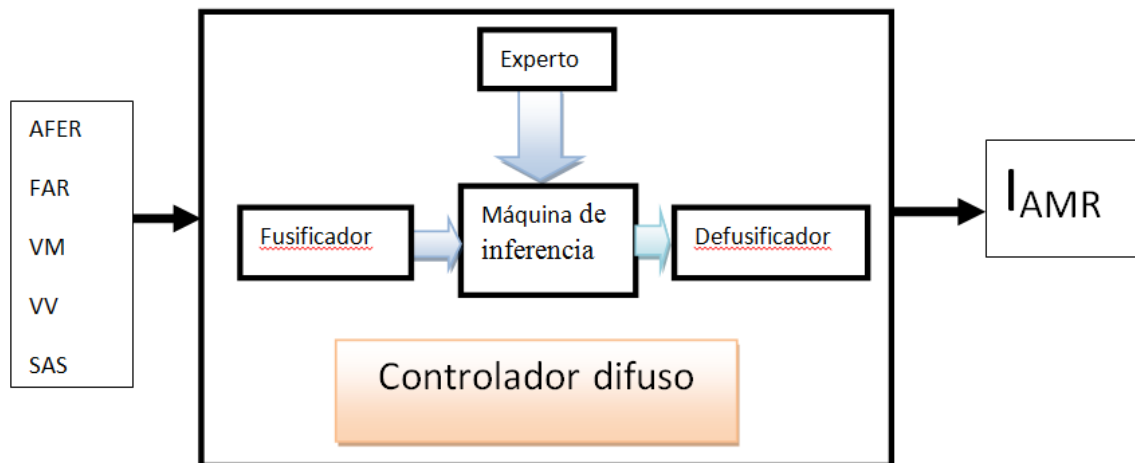 AFER
FAR
VM
VV
SAS
Experto
Fusificador
Máquina de
inferencia
Defusificador
Controlador difuso
IAMR